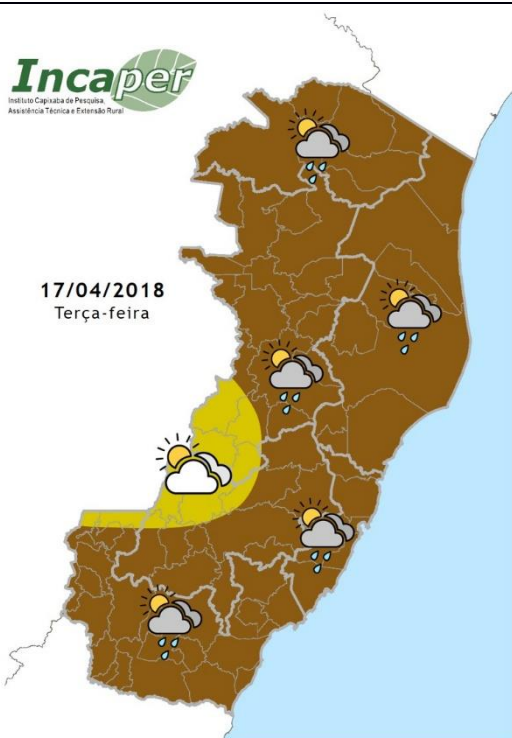 Incaper
Instituto Capixaba de Pesquisa,
Assistência Técnica e Extensão Rural
17/04/2018
Terça-feira